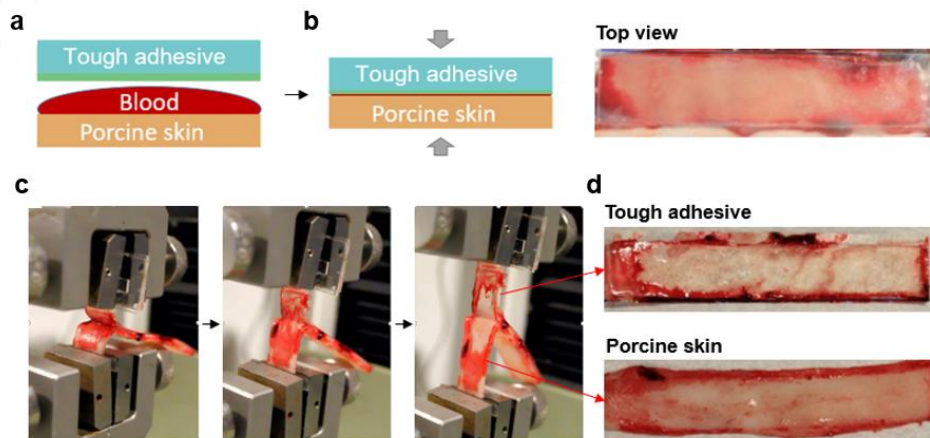 a
Tough adhesive
Blood
Porcine skin
b
Tough adhesive
Porcine skin
Top view
c
d
Tough adhesive
Porcine skin